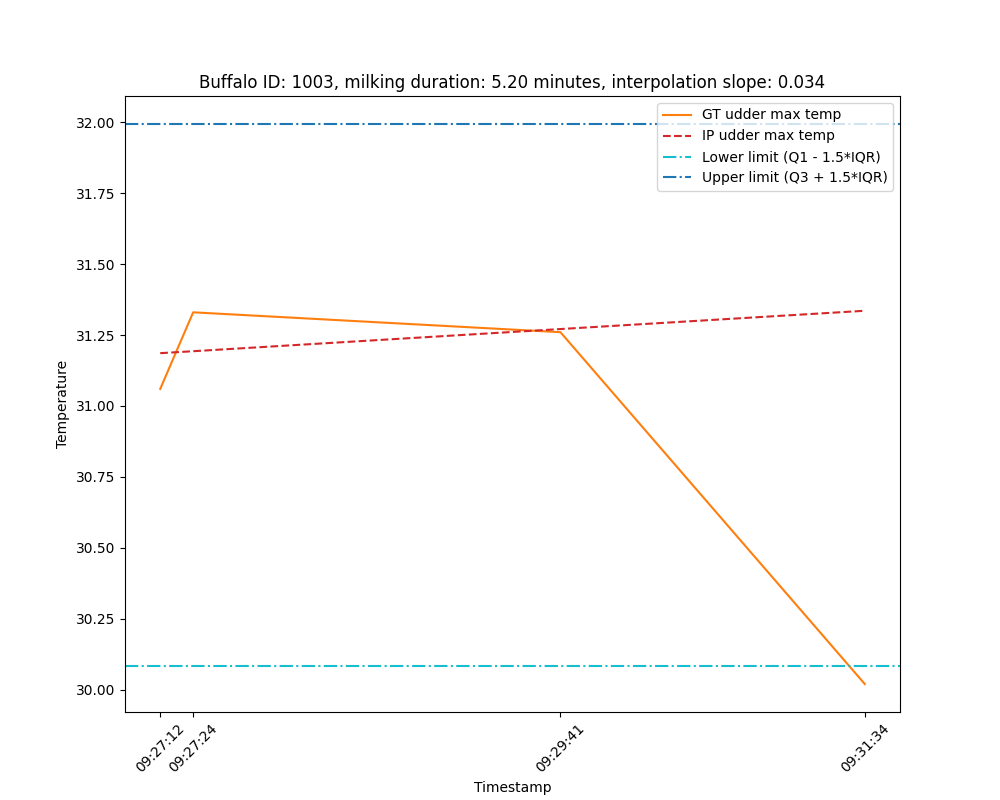 Buffalo ID: 1003, milking duration: 5.20 minutes, interpolation slope: 0.034
GT udder max temp
IP udder max temp
Lower limit (Q1 - 1.5*IQR)
Upper limit (Q3 + 1.5*IQR)
32.00
31.75
31.50
31.25
31.00
30.75
30.50
30.25
30.00
Temperature
09:27:12
09:27:24
09:29:41
09:31:34
Timestamp